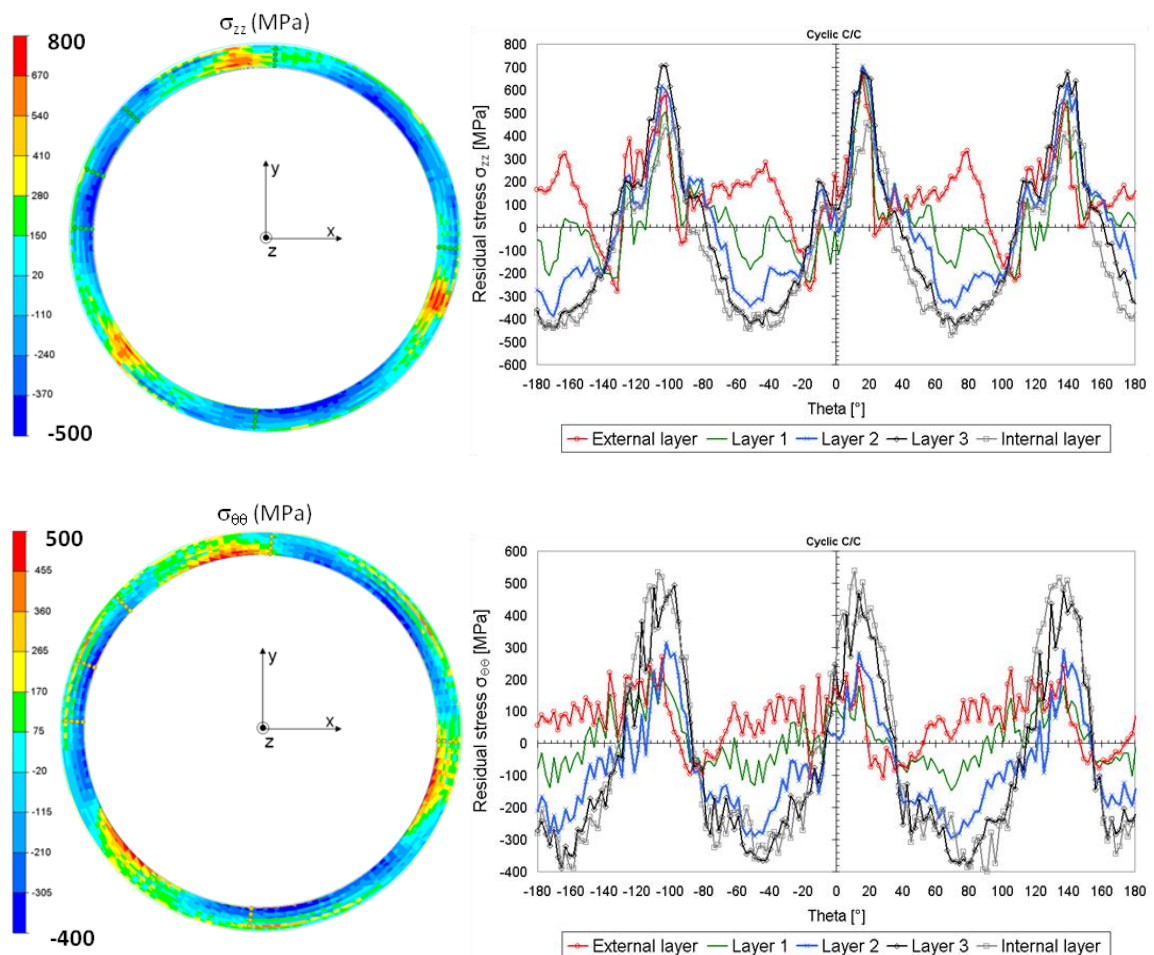 σzz (MPa)
800
670
540
410
280
150
20
-110
-240
-370
-500
y
x
z
Cyclic C/C
Residual stress σzz [MPa]
800
700
600
500
400
300
200
100
0
-100
-200
-300
-400
-500
-600
-180 -160 -140 -120 -100 -80 -60 -40 -20 0 20 40 60 80 100 120 140 160 180
Theta [°]
External layer Layer 1 Layer 2 Layer 3 Internal layer
σθθ (MPa)
500
455
360
265
170
75
-20
-115
-210
-305
-400
y
x
z
Cyclic C/C
Residual stress σθθ [MPa]
600
500
400
300
200
100
0
-100
-200
-300
-400
-180 -160 -140 -120 -100 -80 -60 -40 -20 0 20 40 60 80 100 120 140 160 180
Theta [°]
External layer Layer 1 Layer 2 Layer 3 Internal layer